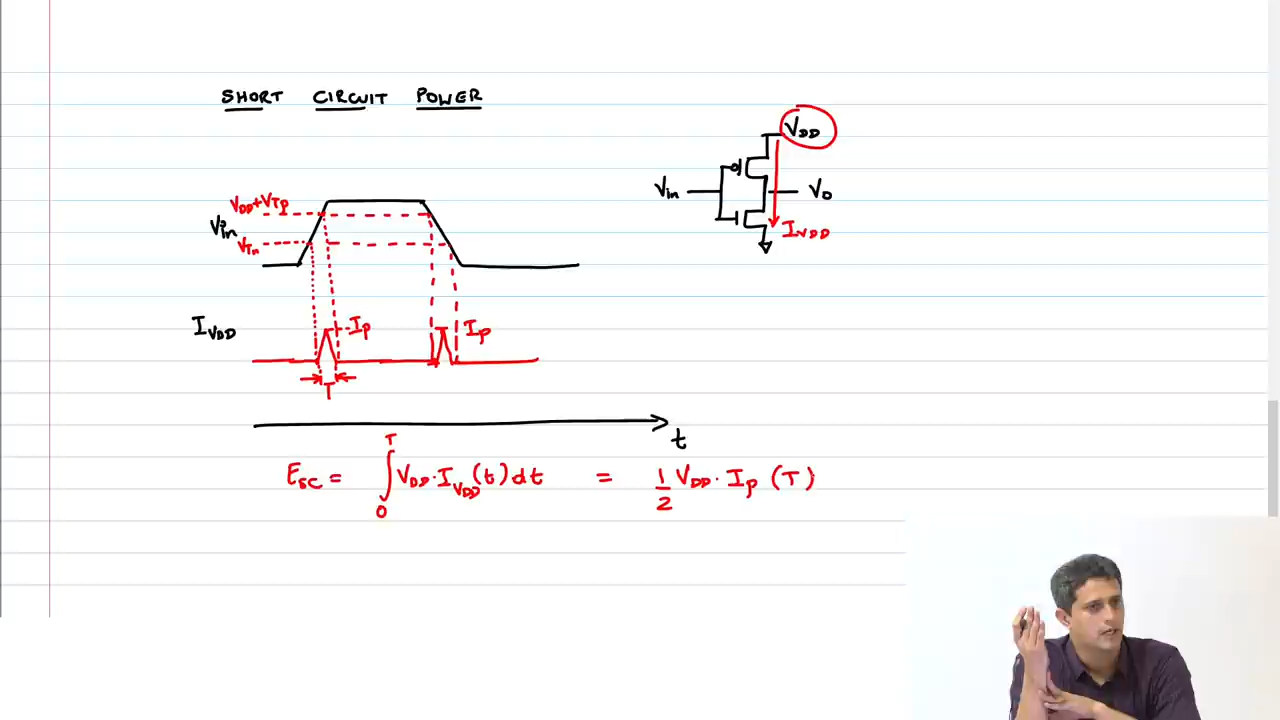 SHORT CIRCUIT POWER
VDD
Vin
VO
IVDD
VDD+VTp
Vin
VTn
IVDD
Ip
Ip
T
t
ESC = ∫0T VDD · IVDD(t) dt = 1/2 VDD · Ip (T)